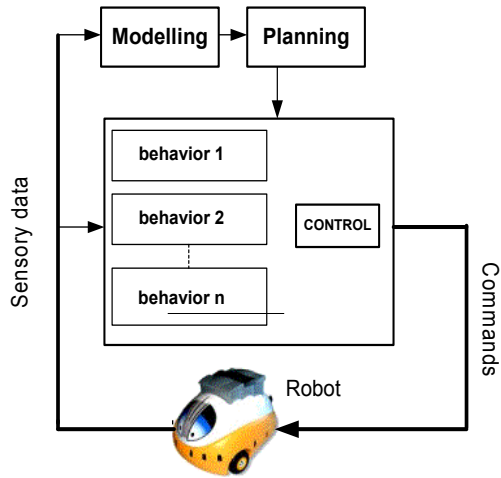 Modelling
Planning
behavior 1
behavior 2
behavior n
CONTROL
Sensory data
Commands
Robot